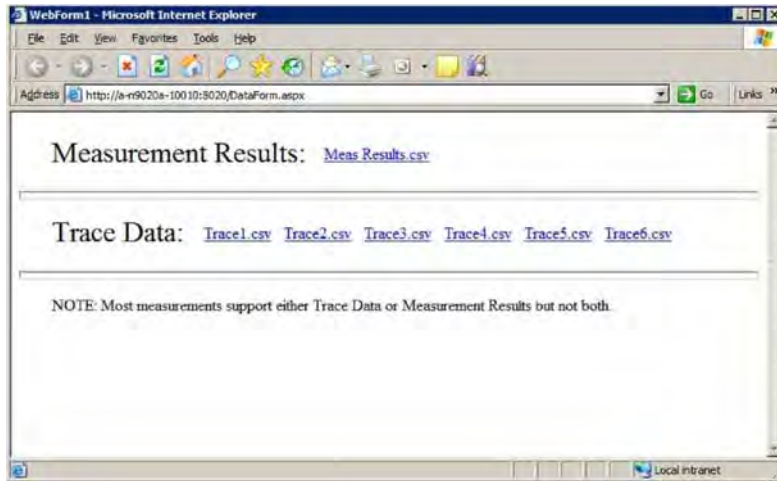 WebForm1 - Microsoft Internet Explorer
File Edit View Favorites Tools Help
Address http://a-n9020a-10010:5020/DataForm.aspx Go Links »
Measurement Results: Meas Results.csv
Trace Data: Trace1.csv Trace2.csv Trace3.csv Trace4.csv Trace5.csv Trace6.csv
NOTE: Most measurements support either Trace Data or Measurement Results but not both.
Local intranet